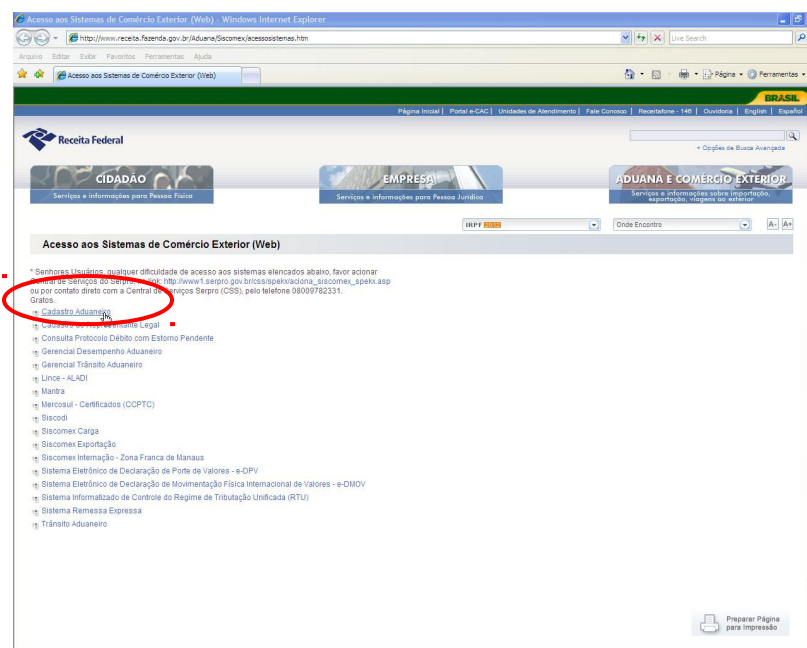 Acesso aos Sistemas de Comércio Exterior (Web) - Windows Internet Explorer
http://www.receita.fazenda.gov.br/Aduana/Siscomex/acessosistemas.htm
Live Search
Arquivo Editar Exibir Favoritos Ferramentas Ajuda
Acesso aos Sistemas de Comércio Exterior (Web)
Página Ferramentas
BRASIL
Página Inicial | Portal e-CAC | Unidades de Atendimento | Fale Conosco | Receitafone - 146 | Ouvidoria | English | Español
Receita Federal
+ Opções de Busca Avançada
CIDADÃO
Serviços e informações para Pessoa Física
EMPRESA
Serviços e informações para Pessoa Jurídica
ADUANA E COMÉRCIO EXTERIOR
Serviços e informações sobre importação,
exportação, viagens ao exterior
IRPF 2012
Onde Encontro
A- A+
Acesso aos Sistemas de Comércio Exterior (Web)
* Senhores Usuários, qualquer dificuldade de acesso aos sistemas elencados abaixo, favor acionar
Central de Serviços do Serpro, link: http://www1.serpro.gov.br/css/spekx/aciona_siscomex_spekx.asp
ou por contato direto com a Central de Serviços Serpro (CSS), pelo telefone 08009782331.
Gratos.
Cadastro Aduaneiro
Cadastro de Representante Legal
Consulta Protocolo Débito com Estorno Pendente
Gerencial Desempenho Aduaneiro
Gerencial Trânsito Aduaneiro
Lince - ALADI
Mantra
Mercosul - Certificados (CCPTC)
Siscodi
Siscomex Carga
Siscomex Exportação
Siscomex Internação - Zona Franca de Manaus
Sistema Eletrônico de Declaração de Porte de Valores - e-DPV
Sistema Eletrônico de Declaração de Movimentação Física Internacional de Valores - e-DMOV
Sistema Informatizado de Controle do Regime de Tributação Unificada (RTU)
Sistema Remessa Expressa
Trânsito Aduaneiro
Preparar Página
para Impressão